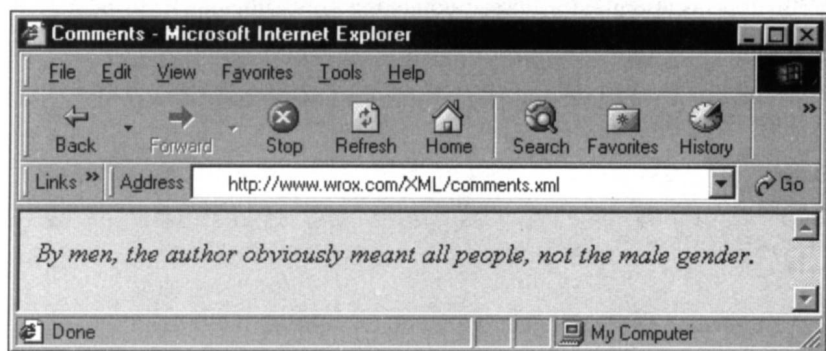 Comments - Microsoft Internet Explorer
File Edit View Favorites Tools Help
Back Forward Stop Refresh Home Search Favorites History »
Links » Address http://www.wrox.com/XML/comments.xml Go
By men, the author obviously meant all people, not the male gender.
Done My Computer